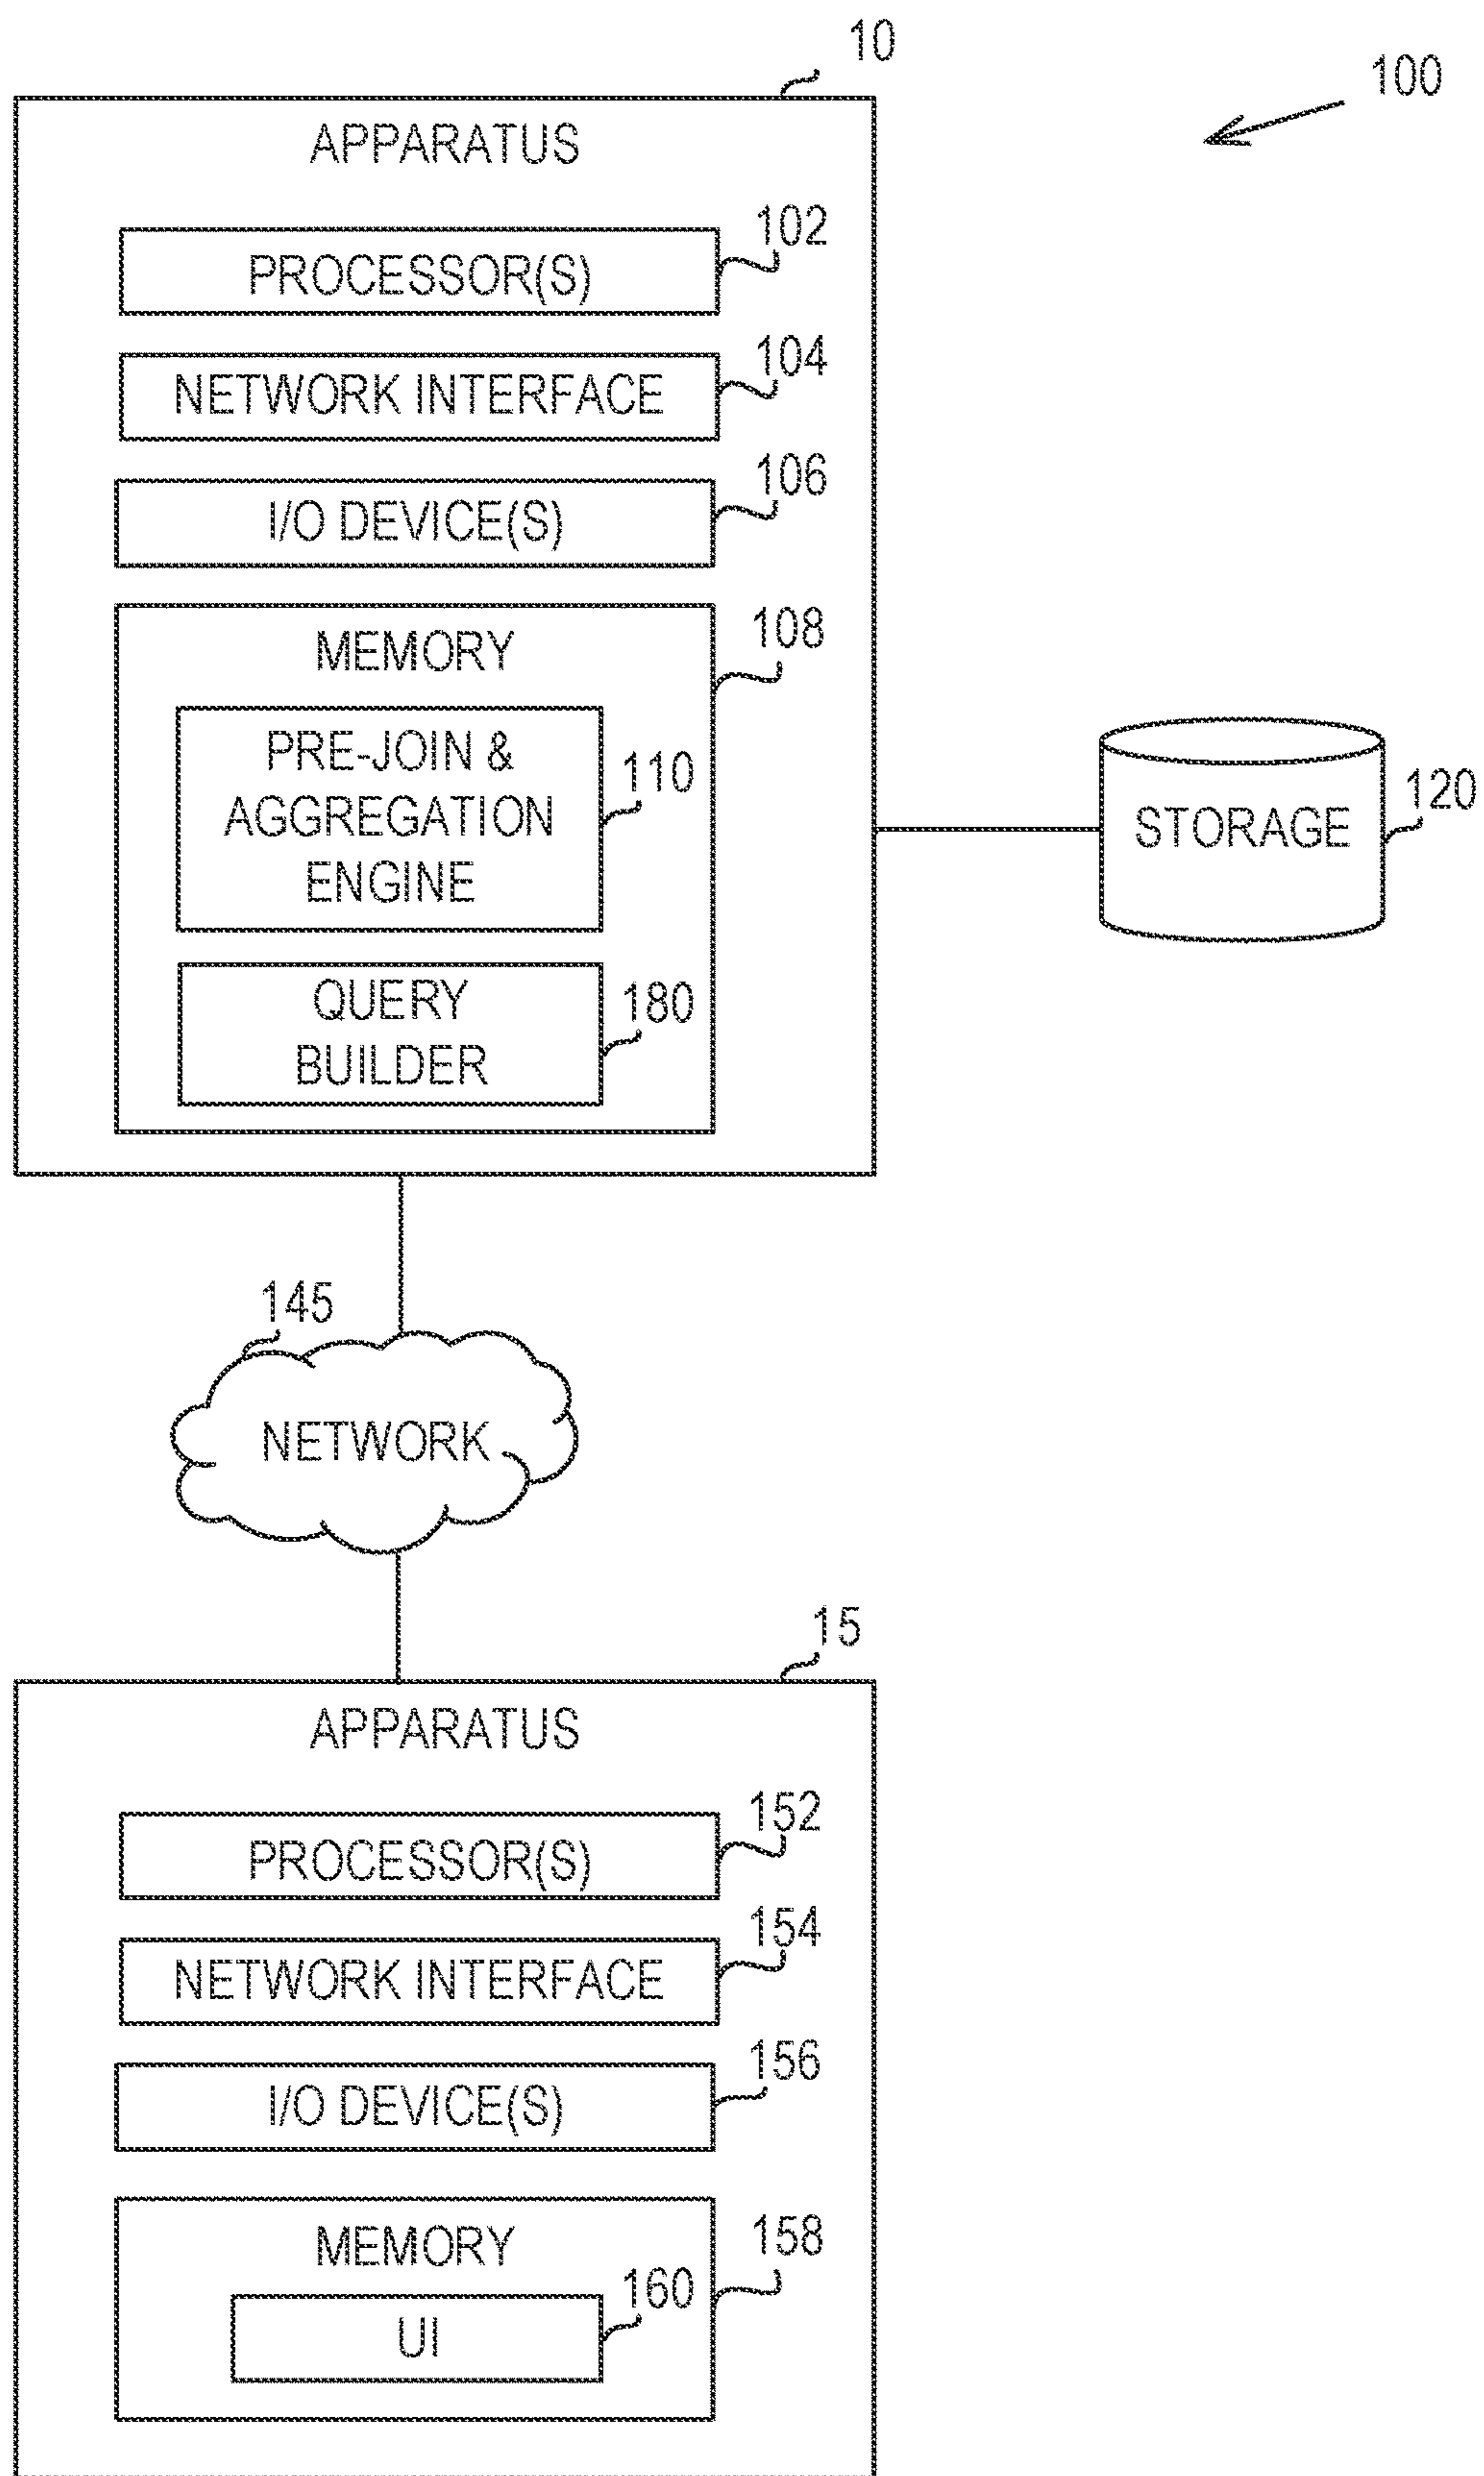 10
100
APPARATUS
102
PROCESSOR(S)
104
NETWORK INTERFACE
106
I/O DEVICE(S)
108
MEMORY
PRE-JOIN &
110
AGGREGATION
ENGINE
120
STORAGE
QUERY
180
BUILDER
145
NETWORK
15
APPARATUS
152
PROCESSOR(S)
154
NETWORK INTERFACE
156
I/O DEVICE(S)
158
MEMORY
160
UI